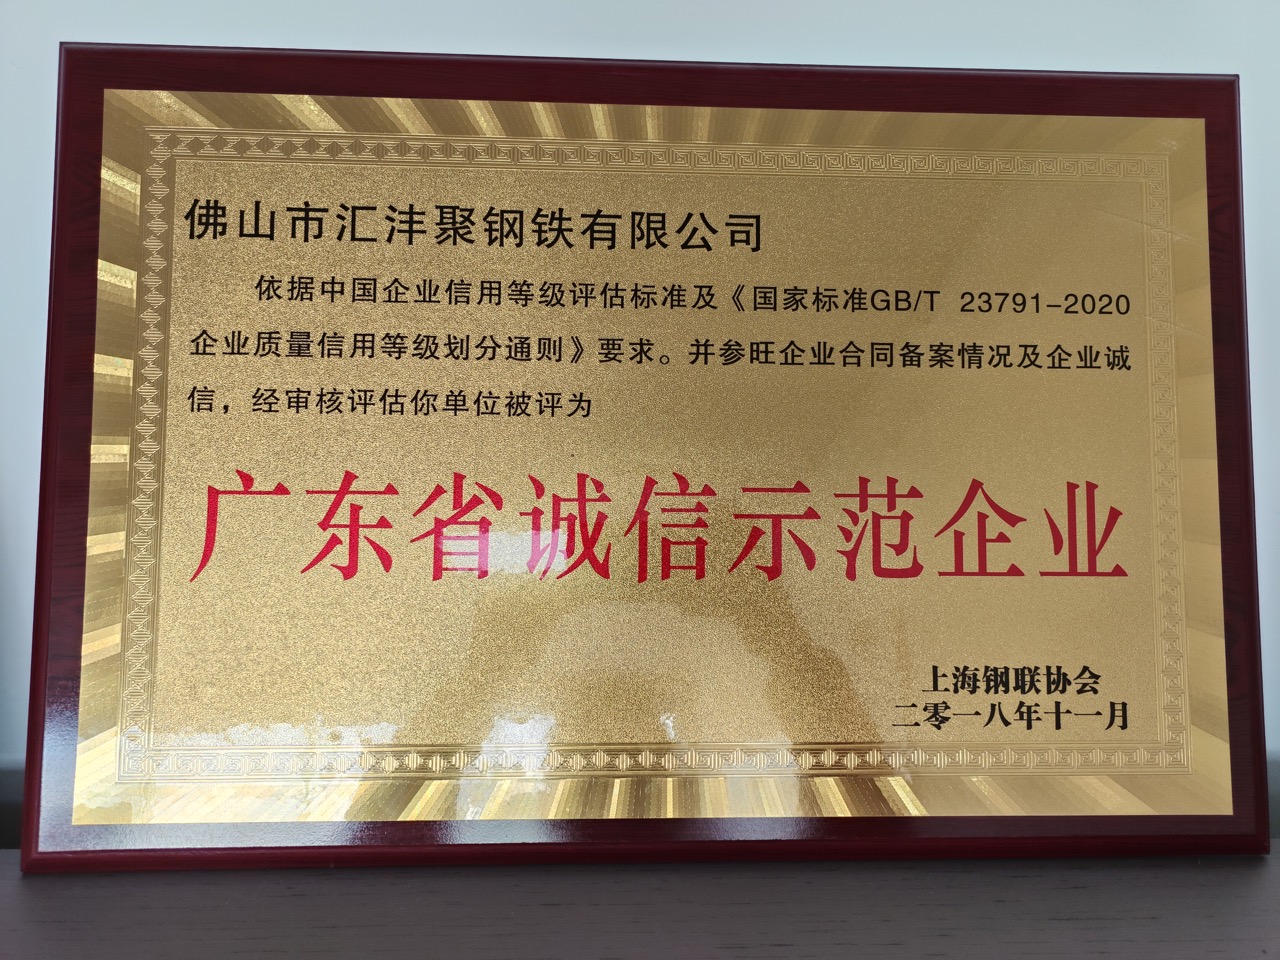 佛山市汇沣聚钢铁有限公司
依据中国企业信用等级评估标准及《国家标准GB/T 23791-2020
企业质量信用等级划分通则》要求。并参旺企业合同备案情况及企业诚
信，经审核评估你单位被评为
广东省诚信示范企业
上海钢联协会
二零一八年十一月